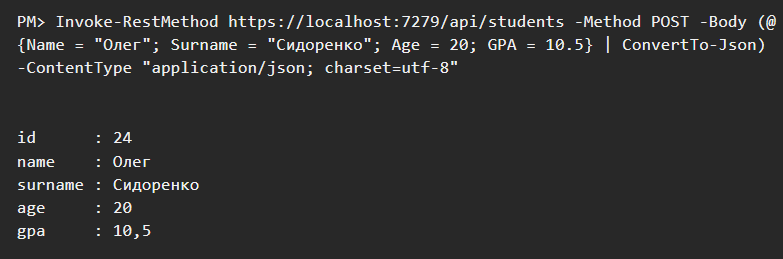 PM> Invoke-RestMethod https://localhost:7279/api/students -Method POST -Body (@
{Name = "Олег"; Surname = "Сидоренко"; Age = 20; GPA = 10.5} | ConvertTo-Json)
-ContentType "application/json; charset=utf-8"
id      : 24
name    : Олег
surname : Сидоренко
age     : 20
gpa     : 10,5